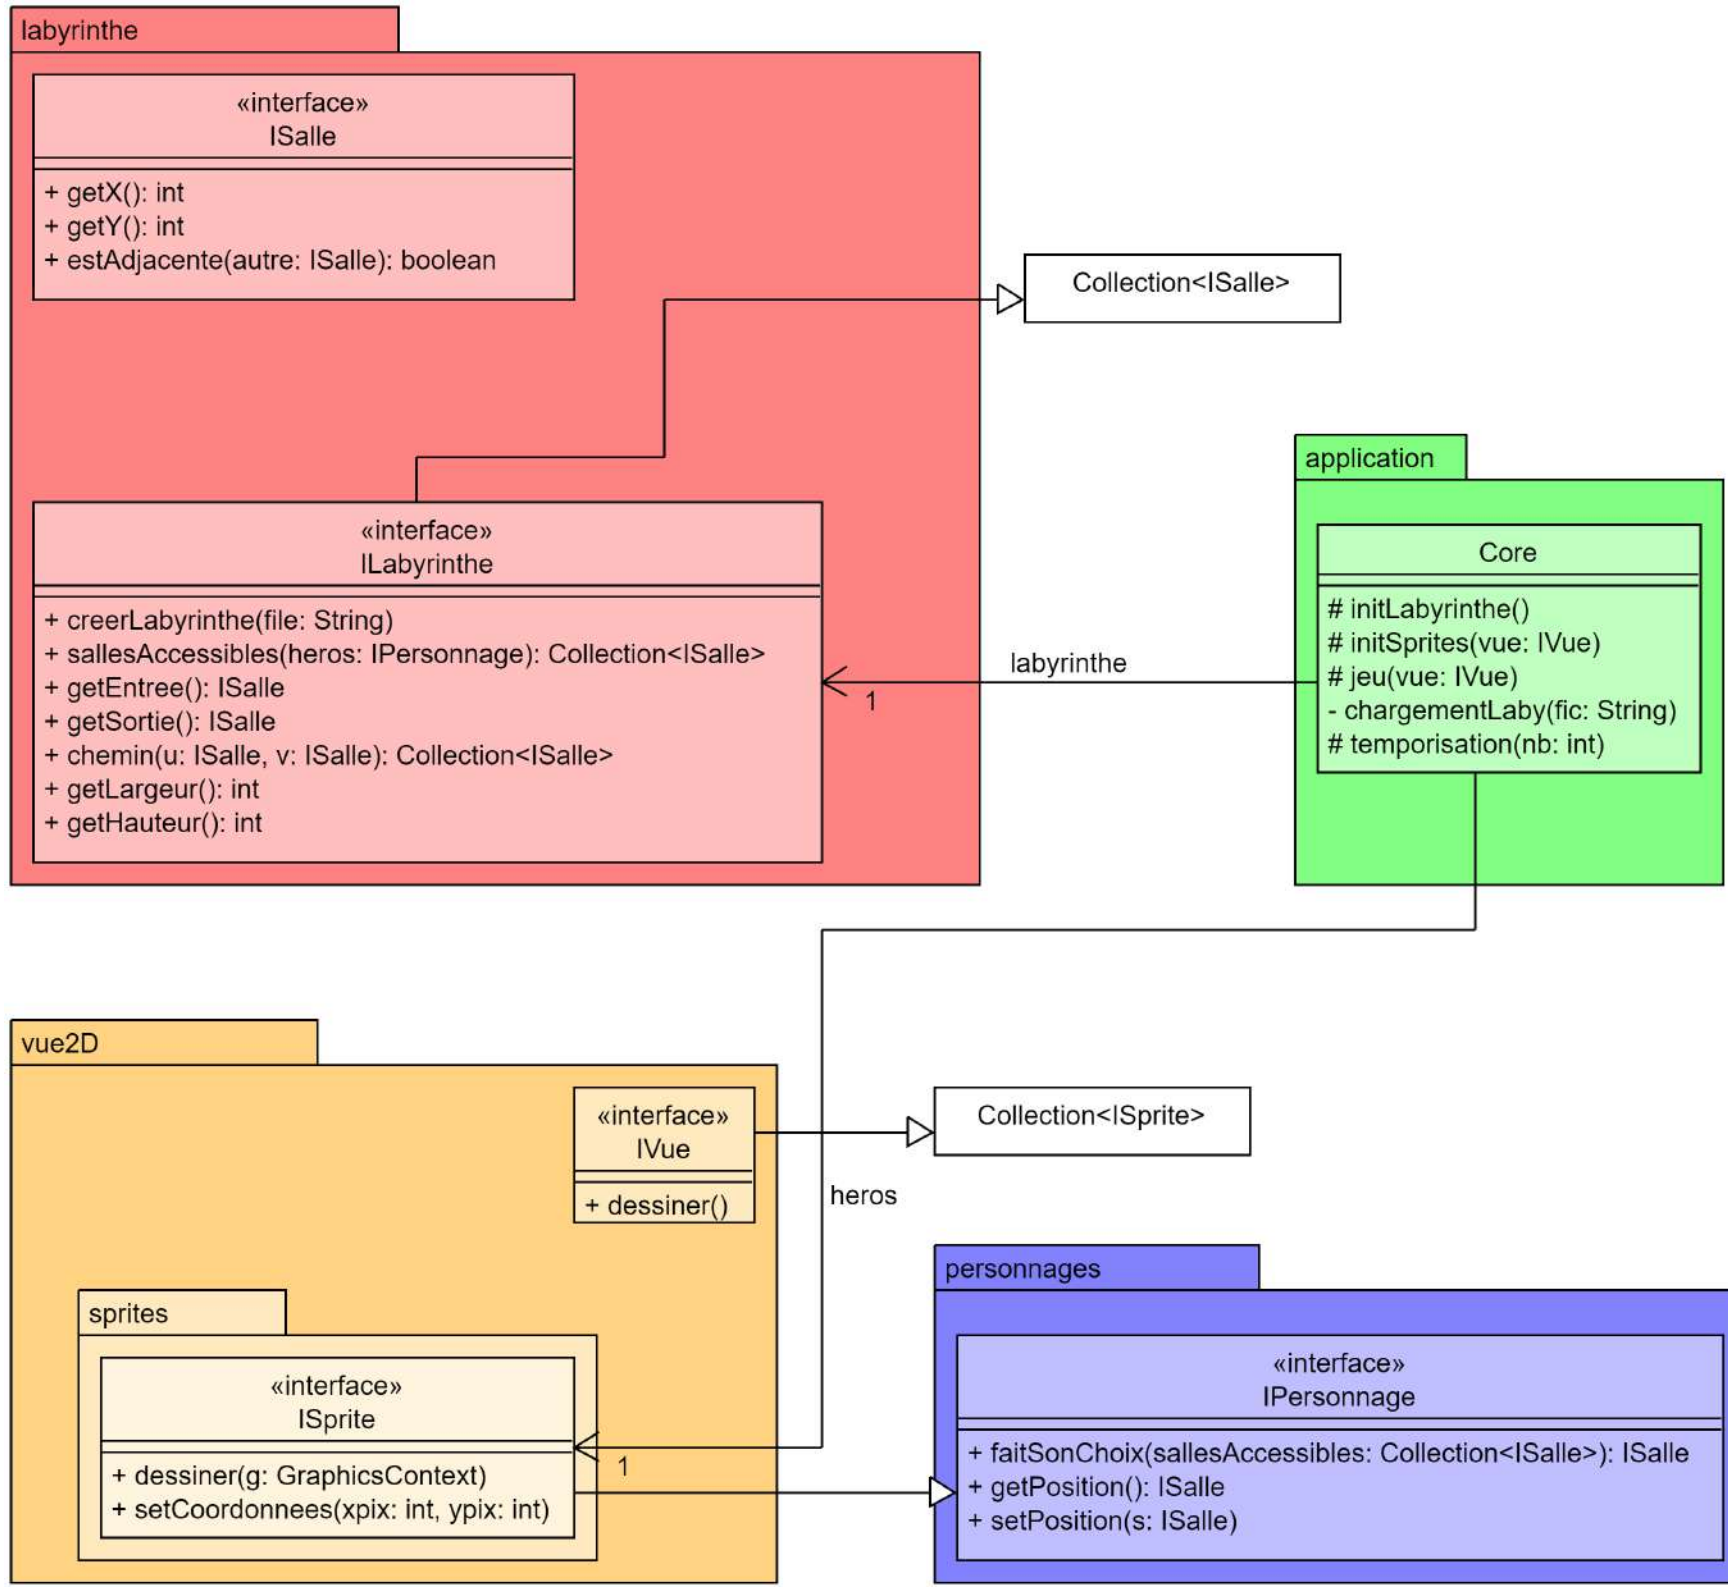 labyrinthe
«interface»
ISalle
+ getX(): int
+ getY(): int
+ estAdjacente(autre: ISalle): boolean
Collection<ISalle>
«interface»
ILabyrinthe
+ creerLabyrinthe(file: String)
+ sallesAccessibles(heros: IPersonnage): Collection<ISalle>
+ getEntree(): ISalle
+ getSortie(): ISalle
+ chemin(u: ISalle, v: ISalle): Collection<ISalle>
+ getLargeur(): int
+ getHauteur(): int
labyrinthe
1
application
Core
# initLabyrinthe()
# initSprites(vue: IVue)
# jeu(vue: IVue)
- chargementLaby(fic: String)
# temporisation(nb: int)
vue2D
«interface»
IVue
+ dessiner()
Collection<ISprite>
heros
sprites
«interface»
ISprite
+ dessiner(g: GraphicsContext)
+ setCoordonnees(xpix: int, ypix: int)
1
personnages
«interface»
IPersonnage
+ faitSonChoix(sallesAccessibles: Collection<ISalle>): ISalle
+ getPosition(): ISalle
+ setPosition(s: ISalle)